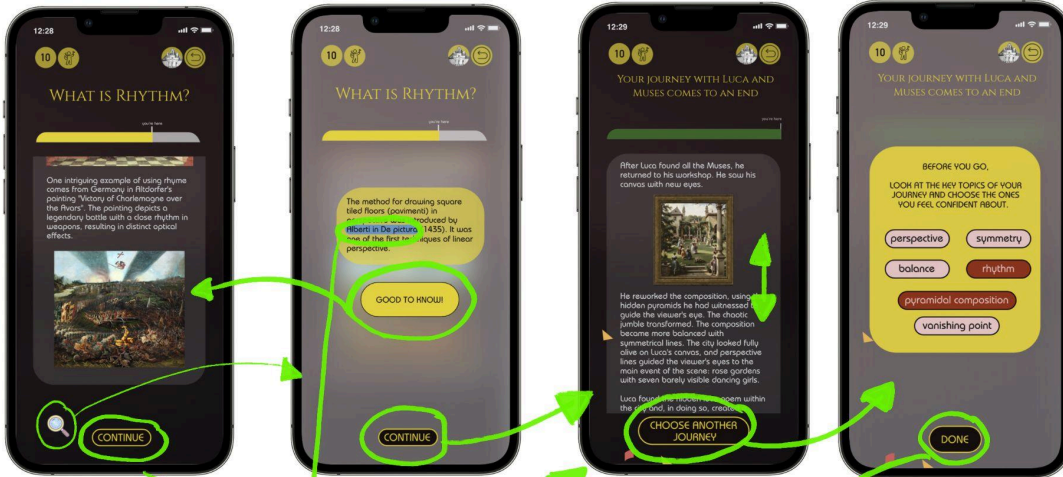 12:28
10
WHAT IS RHYTHM?
you're here
One intriguing example of using rhyme
comes from Germany in Altdorfer's
painting "Victory of Charlemagne over
the Avars". The painting depicts a
legendary battle with a close rhythm in
weapons, resulting in distinct optical
effects.
CONTINUE
12:28
10
WHAT IS RHYTHM?
you're here
The method for drawing square
tiled floors (pavimenti) in
introduced by
Alberti in De pictura (1435). It was
one of the first techniques of linear
perspective.
GOOD TO KNOW!
CONTINUE
12:29
10
YOUR JOURNEY WITH LUCA AND
MUSES COMES TO AN END
you're here
After Luca found all the Muses, he
returned to his workshop. He saw his
canvas with new eyes.
He reworked the composition, using the
hidden pyramids he had witnessed to
guide the viewer's eye. The chaotic
jumble transformed. The composition
became more balanced with
symmetrical lines. The city looked fully
alive on Luca's canvas, and perspective
lines guided the viewer's eyes to the
main event of the scene: rose gardens
with seven barely visible dancing girls.
Luca found the hidden poem within
the city and, in doing so, created
CHOOSE ANOTHER
JOURNEY
12:29
10
YOUR JOURNEY WITH LUCA AND
MUSES COMES TO AN END
BEFORE YOU GO,
LOOK AT THE KEY TOPICS OF YOUR
JOURNEY AND CHOOSE THE ONES
YOU FEEL CONFIDENT ABOUT.
perspective
symmetry
balance
rhythm
pyramidal composition
vanishing point
DONE